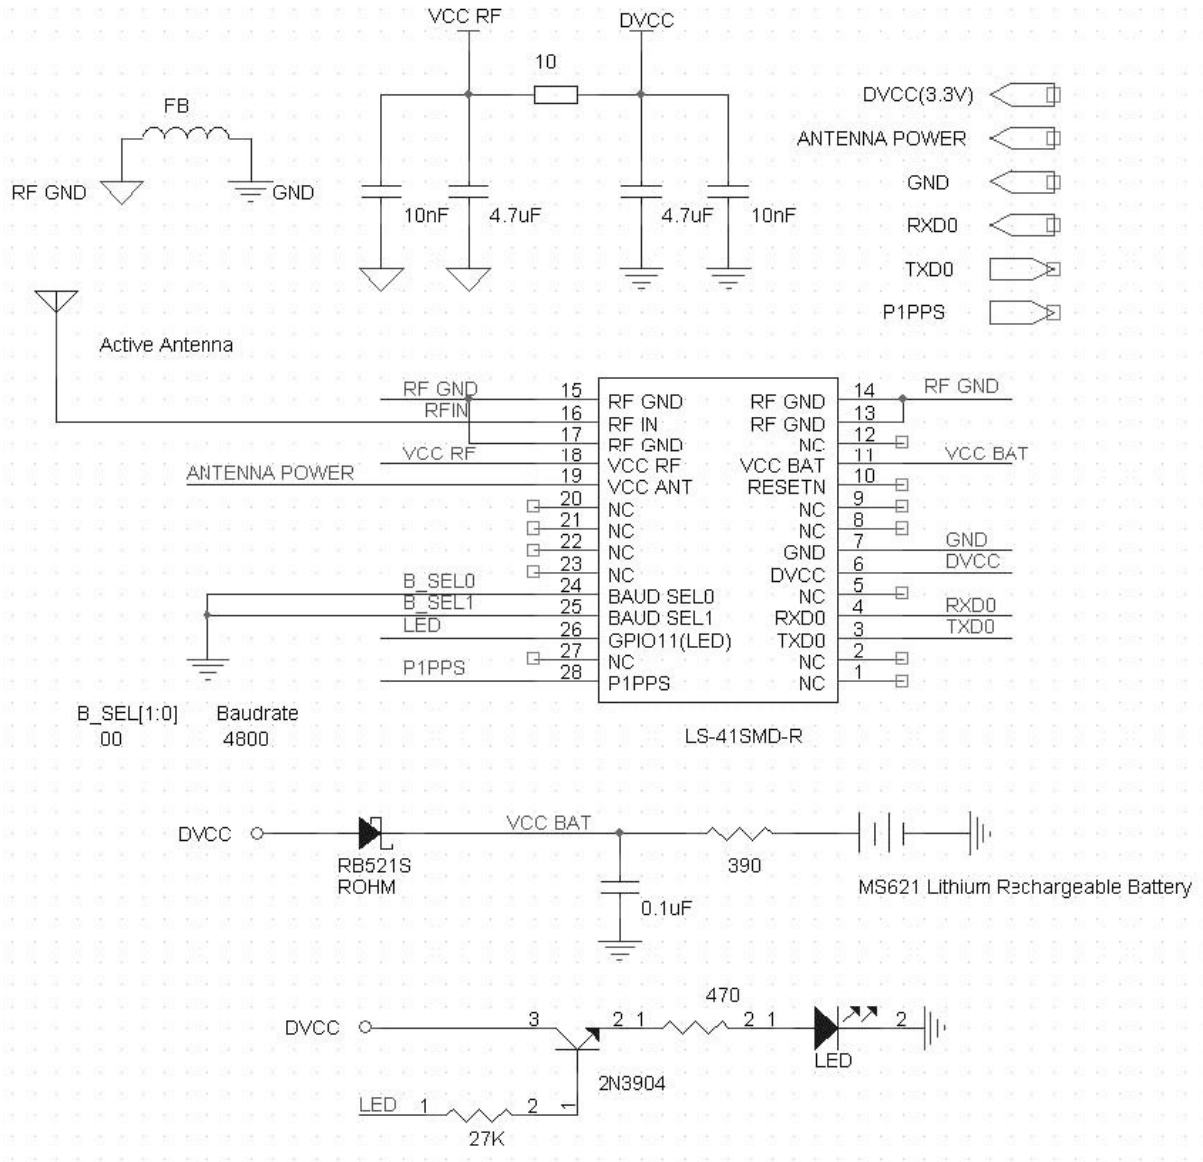 VCC RF
DVCC
10
FB
DVCC(3.3V)
ANTENNA POWER
RF GND
GND
10nF
4.7uF
4.7uF
10nF
GND
RXD0
TXD0
P1PPS
Active Antenna
RF GND
15
RF GND
RF GND
14
RF GND
RFIN
16
RF IN
RF GND
13
17
RF GND
NC
12
VCC RF
18
VCC RF
VCC BAT
11
VCC BAT
ANTENNA POWER
19
VCC ANT
RESETN
10
20
NC
NC
9
21
NC
NC
8
22
NC
GND
7
GND
23
NC
DVCC
6
DVCC
B_SEL0
24
BAUD SEL0
NC
5
B_SEL1
25
BAUD SEL1
RXD0
4
RXD0
LED
26
GPIO11(LED)
TXD0
3
TXD0
27
NC
NC
2
P1PPS
28
P1PPS
NC
1
B_SEL[1:0] Baudrate
00 4800
LS-41SMD-R
DVCC
VCC BAT
RB521S
ROHM
390
0.1uF
MS621 Lithium Rechargeable Battery
470
DVCC
3
2 1
2 1
2
LED
2N3904
LED 1
2
1
27K